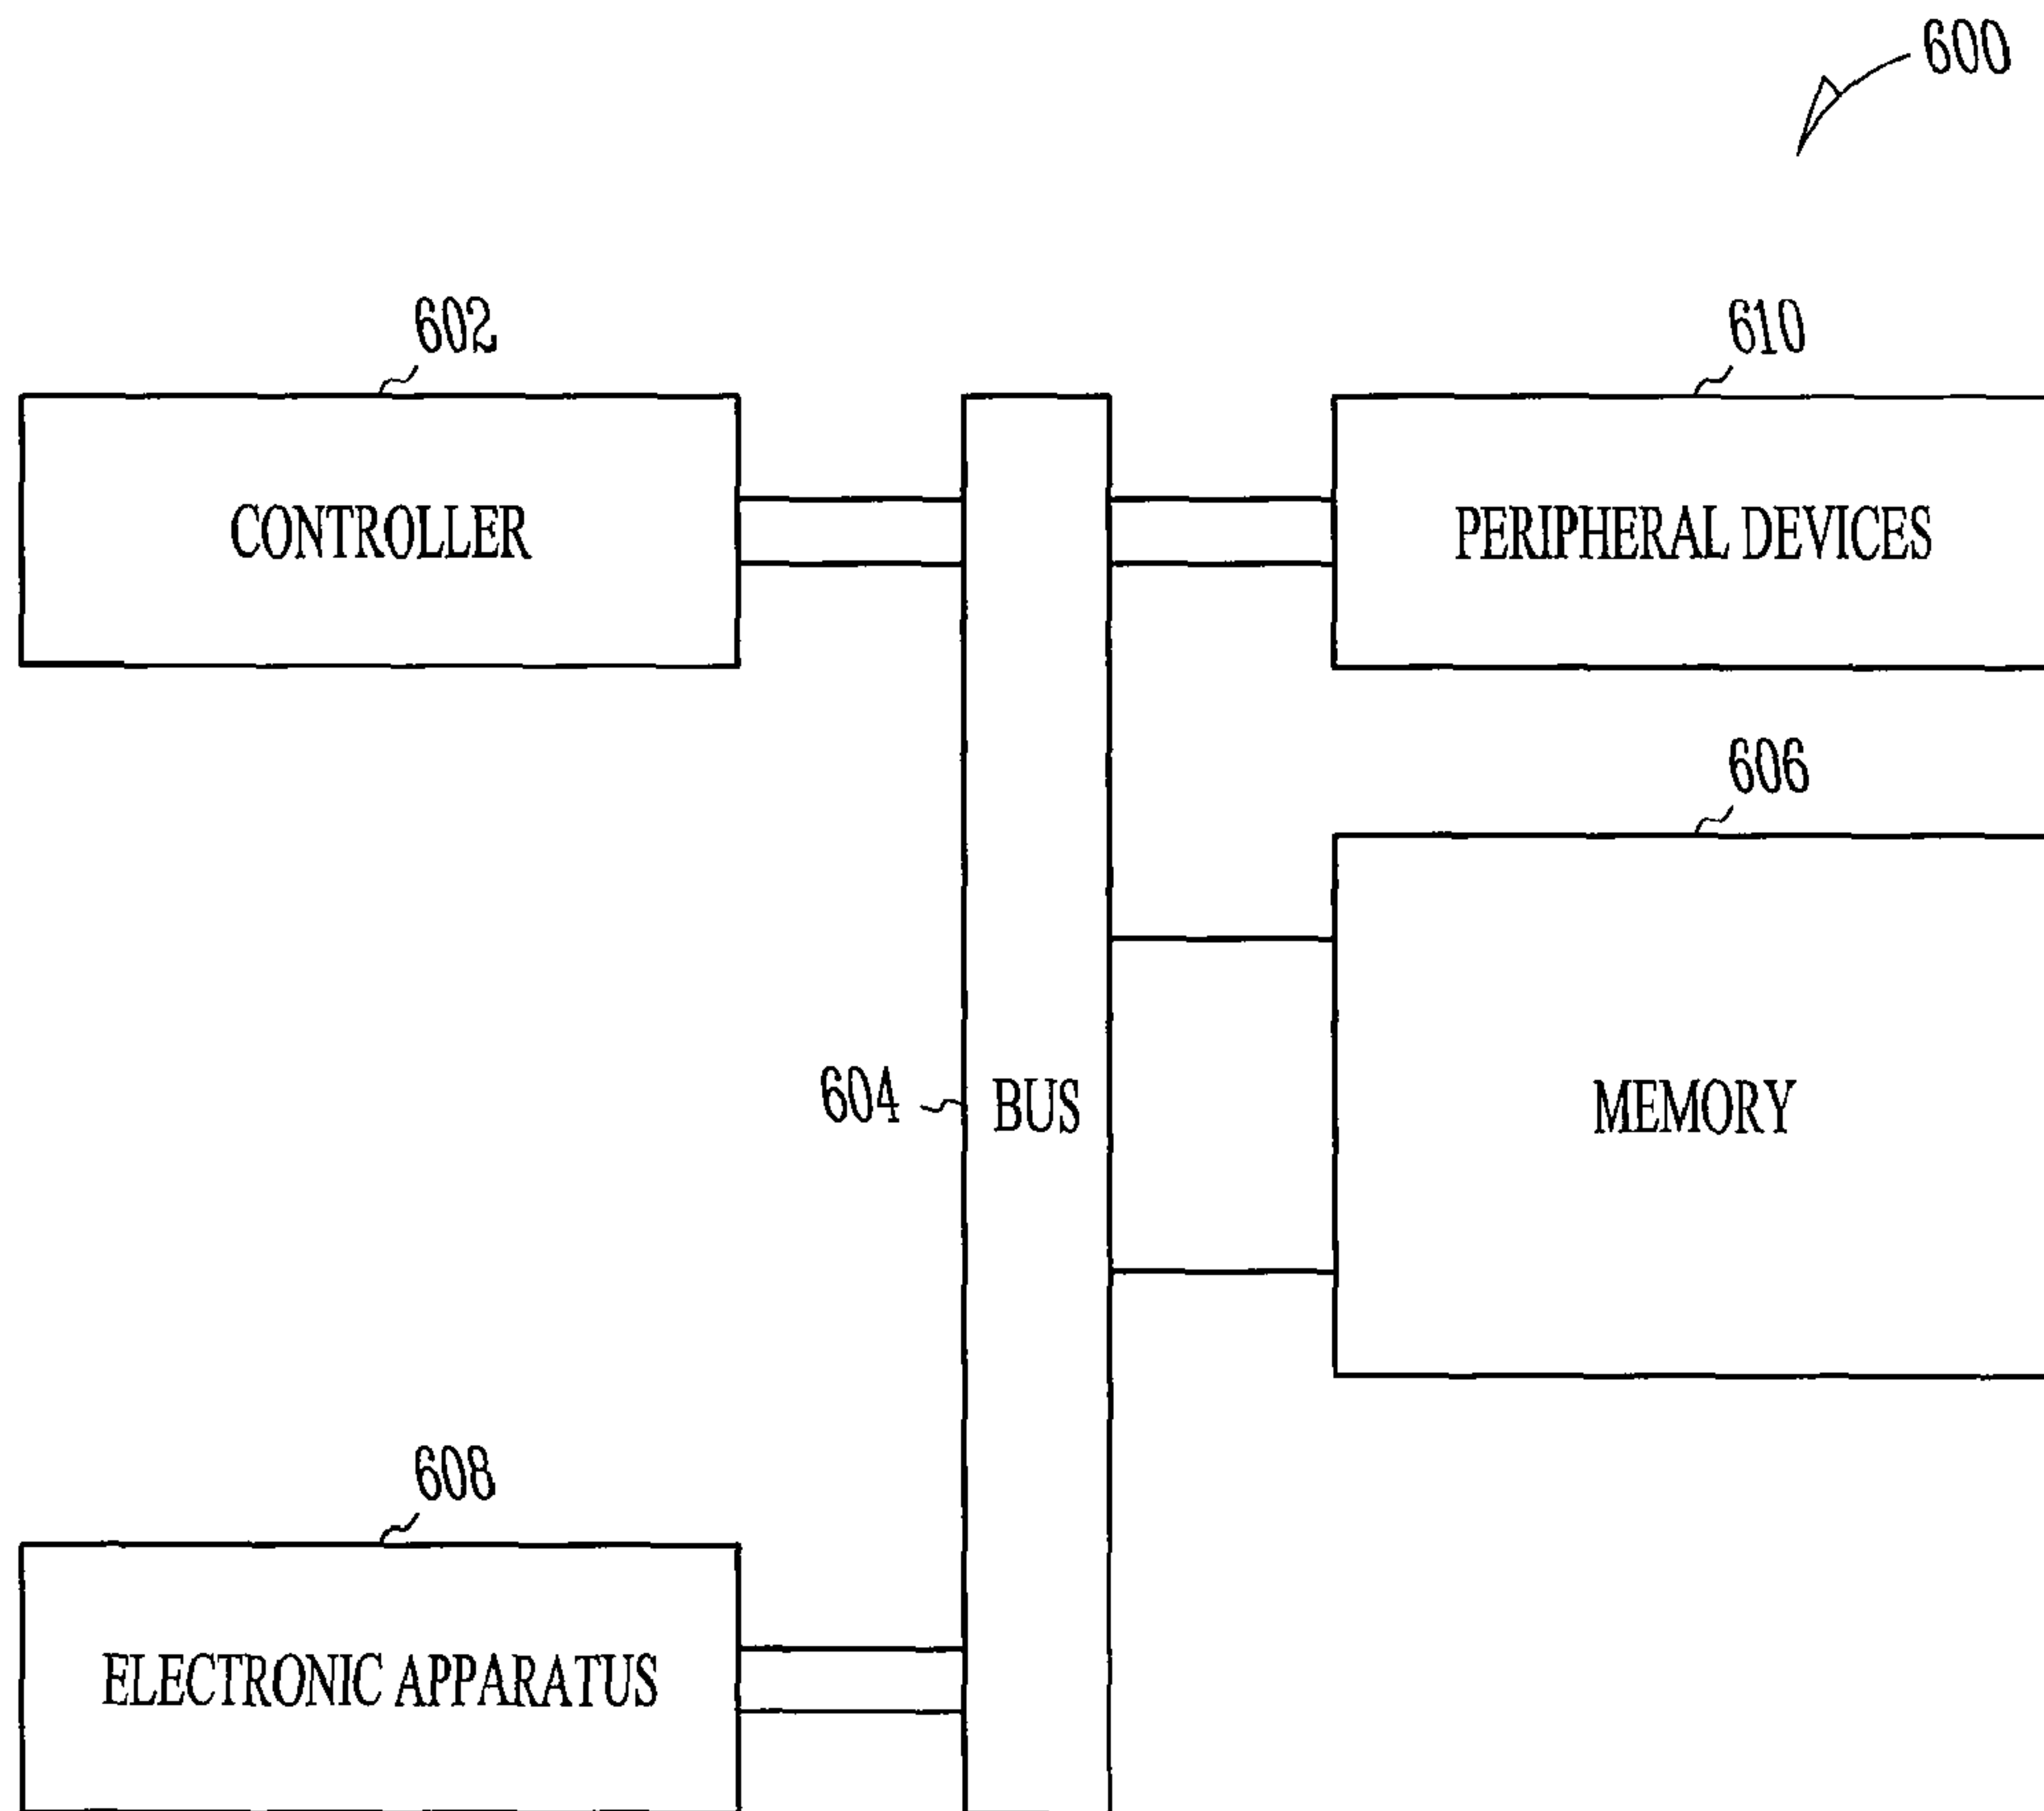 600
602
610
CONTROLLER
PERIPHERAL DEVICES
606
604
BUS
MEMORY
608
ELECTRONIC APPARATUS